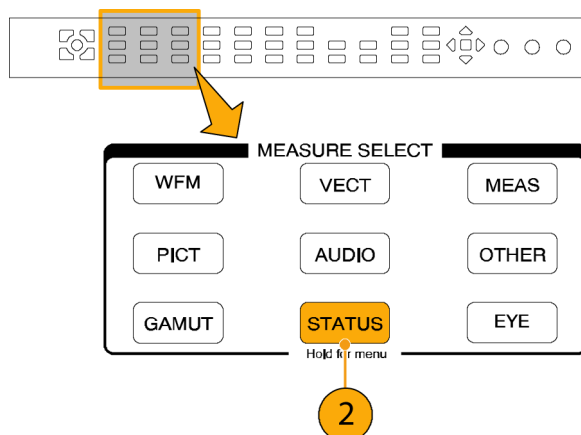 MEASURE SELECT
WFM VECT MEAS
PICT AUDIO OTHER
GAMUT STATUS EYE
Hold for menu
2